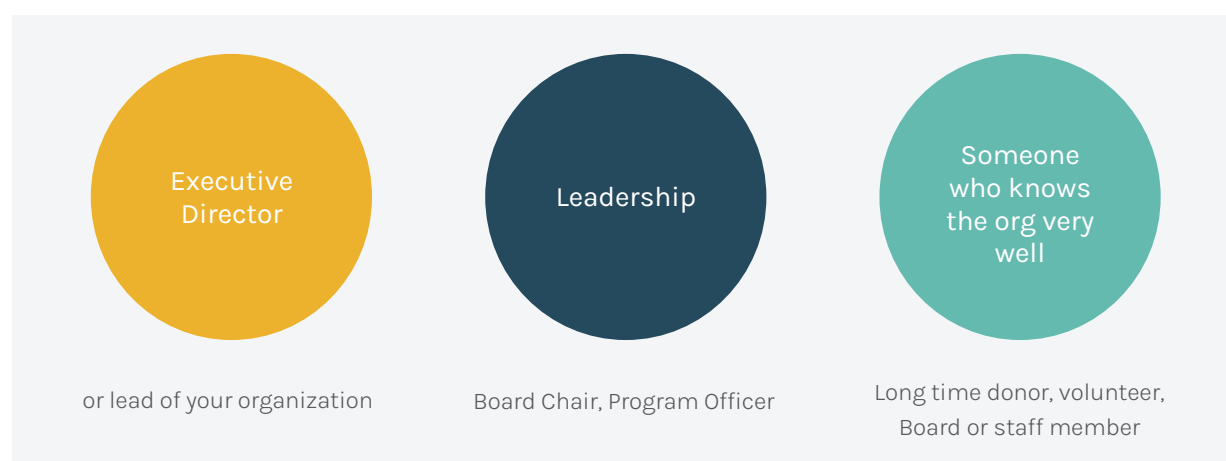 Executive
Director
or lead of your organization
Leadership
Board Chair, Program Officer
Someone
who knows
the org very
well
Long time donor, volunteer,
Board or staff member